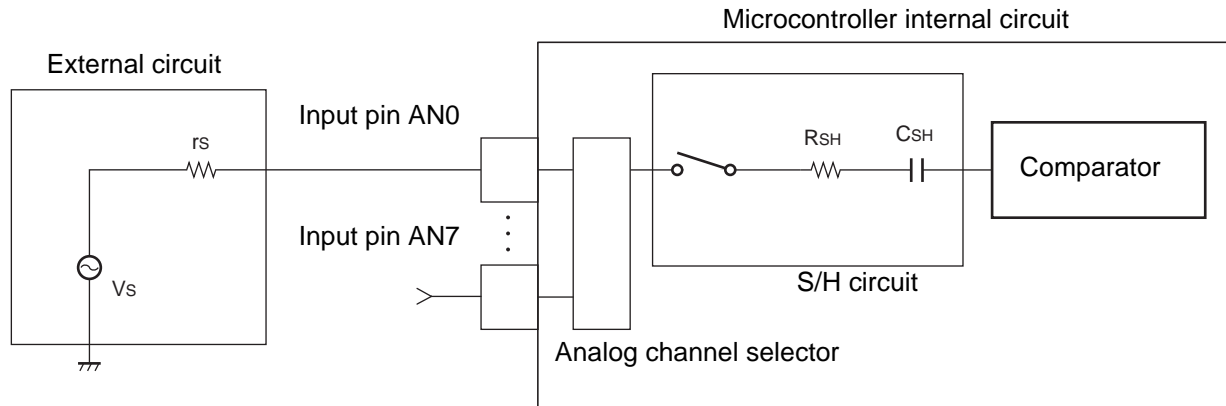 Microcontroller internal circuit
External circuit
Input pin AN0
rS
RSH
CSH
Comparator
Input pin AN7
VS
S/H circuit
Analog channel selector